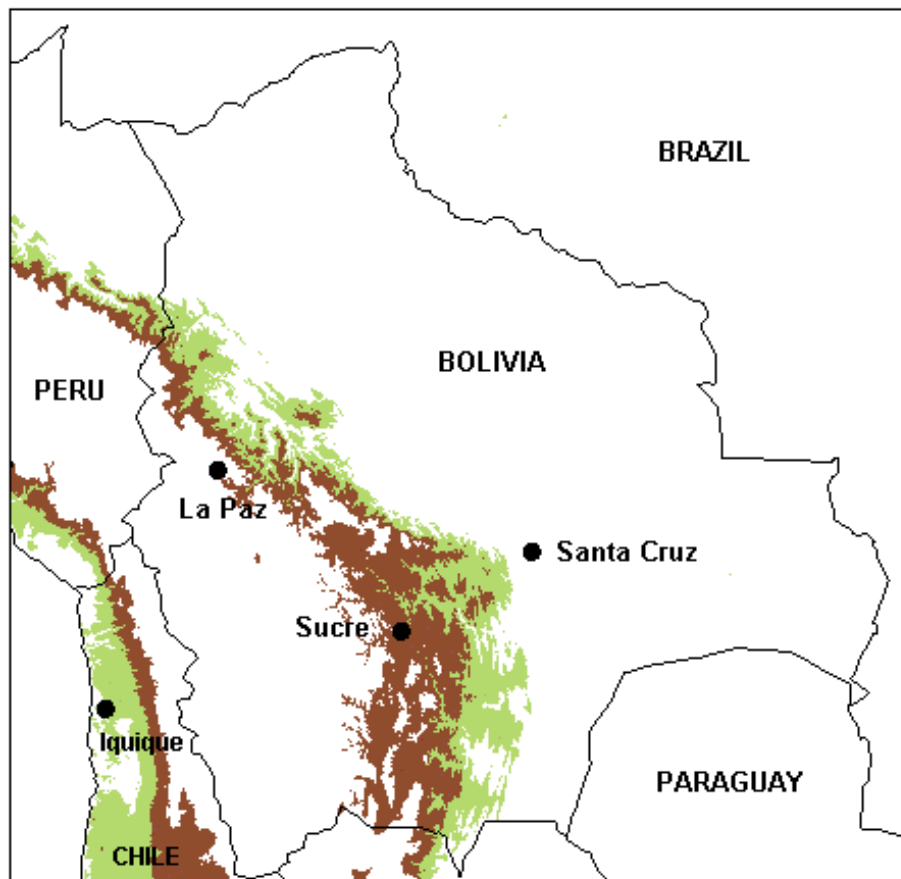 BRAZIL
BOLIVIA
PERU
La Paz
Santa Cruz
Sucre
Iquique
PARAGUAY
CHILE